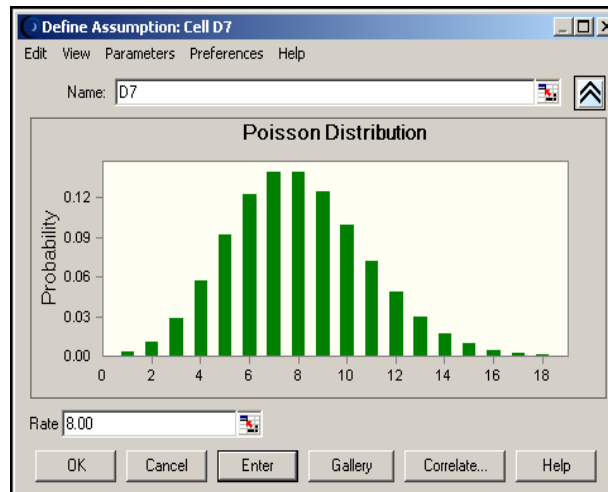 Define Assumption: Cell D7
Edit View Parameters Preferences Help
Name: D7
Poisson Distribution
Probability
0.12
0.09
0.06
0.03
0.00
0 2 4 6 8 10 12 14 16 18
Rate 8.00
OK Cancel Enter Gallery Correlate... Help